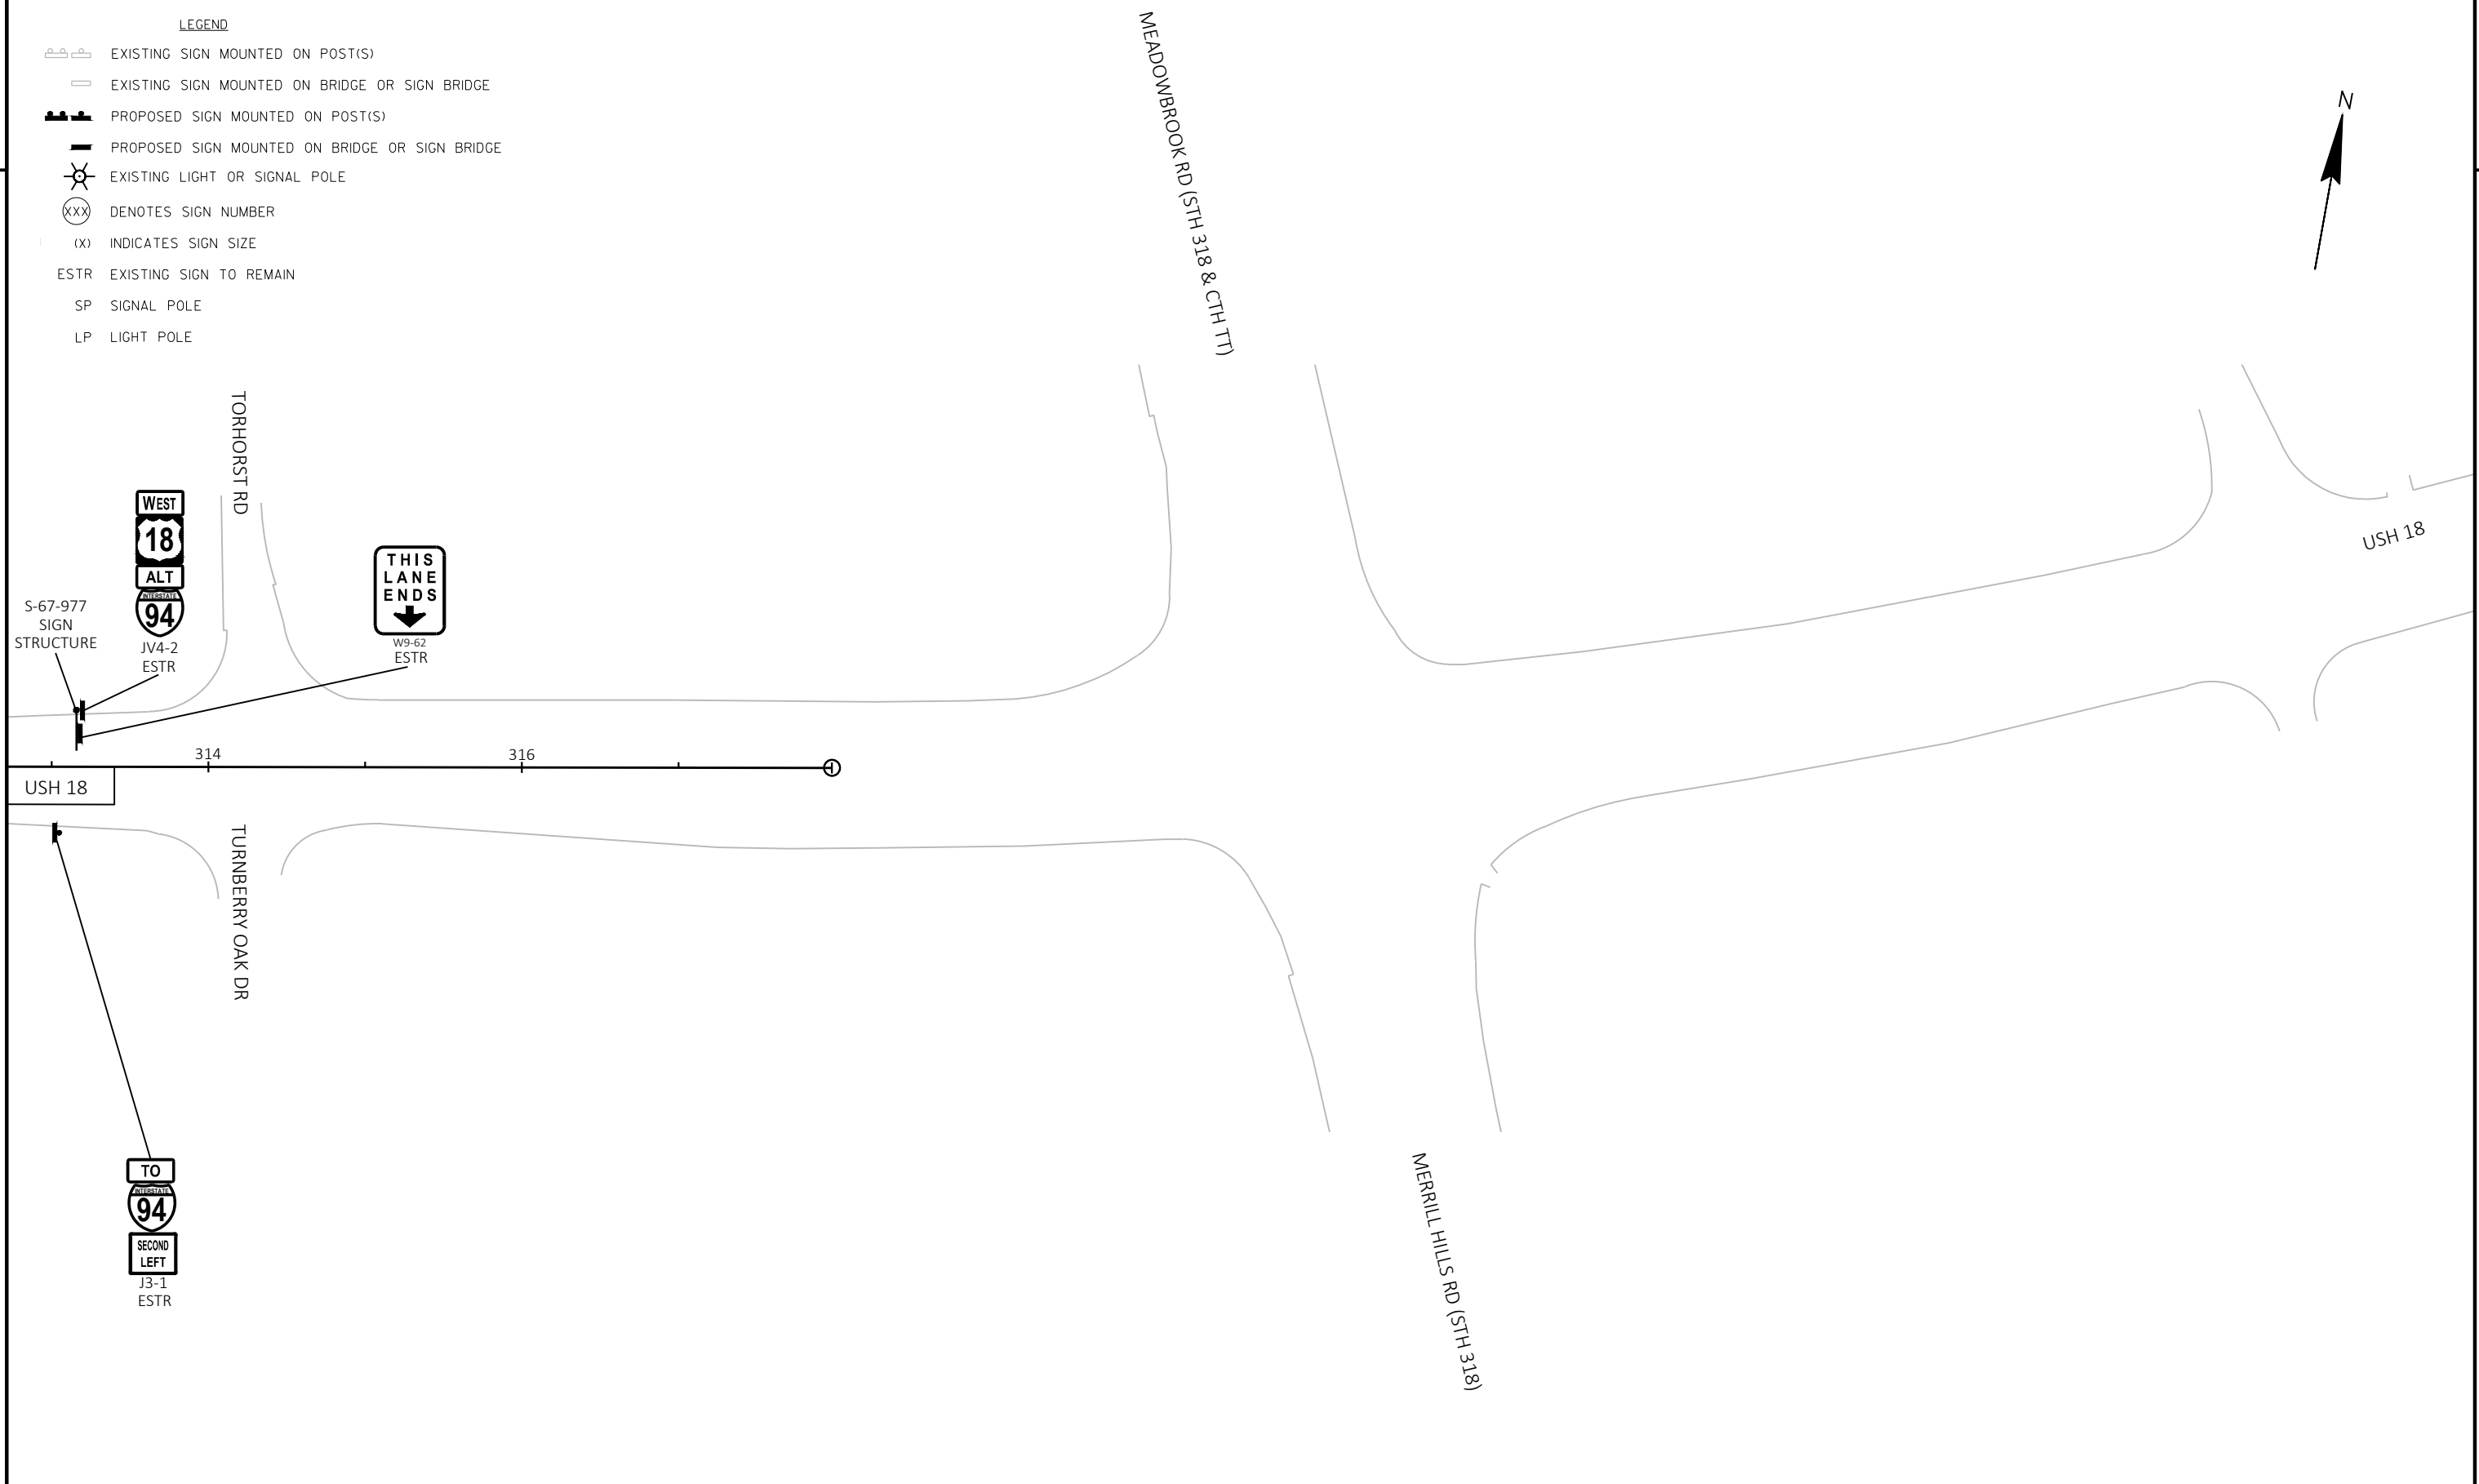 LEGEND
EXISTING SIGN MOUNTED ON POST(S)
EXISTING SIGN MOUNTED ON BRIDGE OR SIGN BRIDGE
PROPOSED SIGN MOUNTED ON POST(S)
PROPOSED SIGN MOUNTED ON BRIDGE OR SIGN BRIDGE
EXISTING LIGHT OR SIGNAL POLE
XXX DENOTES SIGN NUMBER
(X) INDICATES SIGN SIZE
ESTR EXISTING SIGN TO REMAIN
SP SIGNAL POLE
LP LIGHT POLE
MEADOWBROOK RD (STH 318 & CTH TT)
N
TORHORST RD
WEST
18
ALT
INTERSTATE
94
JV4-2
ESTR
S-67-977
SIGN
STRUCTURE
THIS
LANE
ENDS
W9-62
ESTR
USH 18
314
316
USH 18
TURNBERRY OAK DR
TO
INTERSTATE
94
SECOND
LEFT
J3-1
ESTR
MERRILL HILLS RD (STH 318)